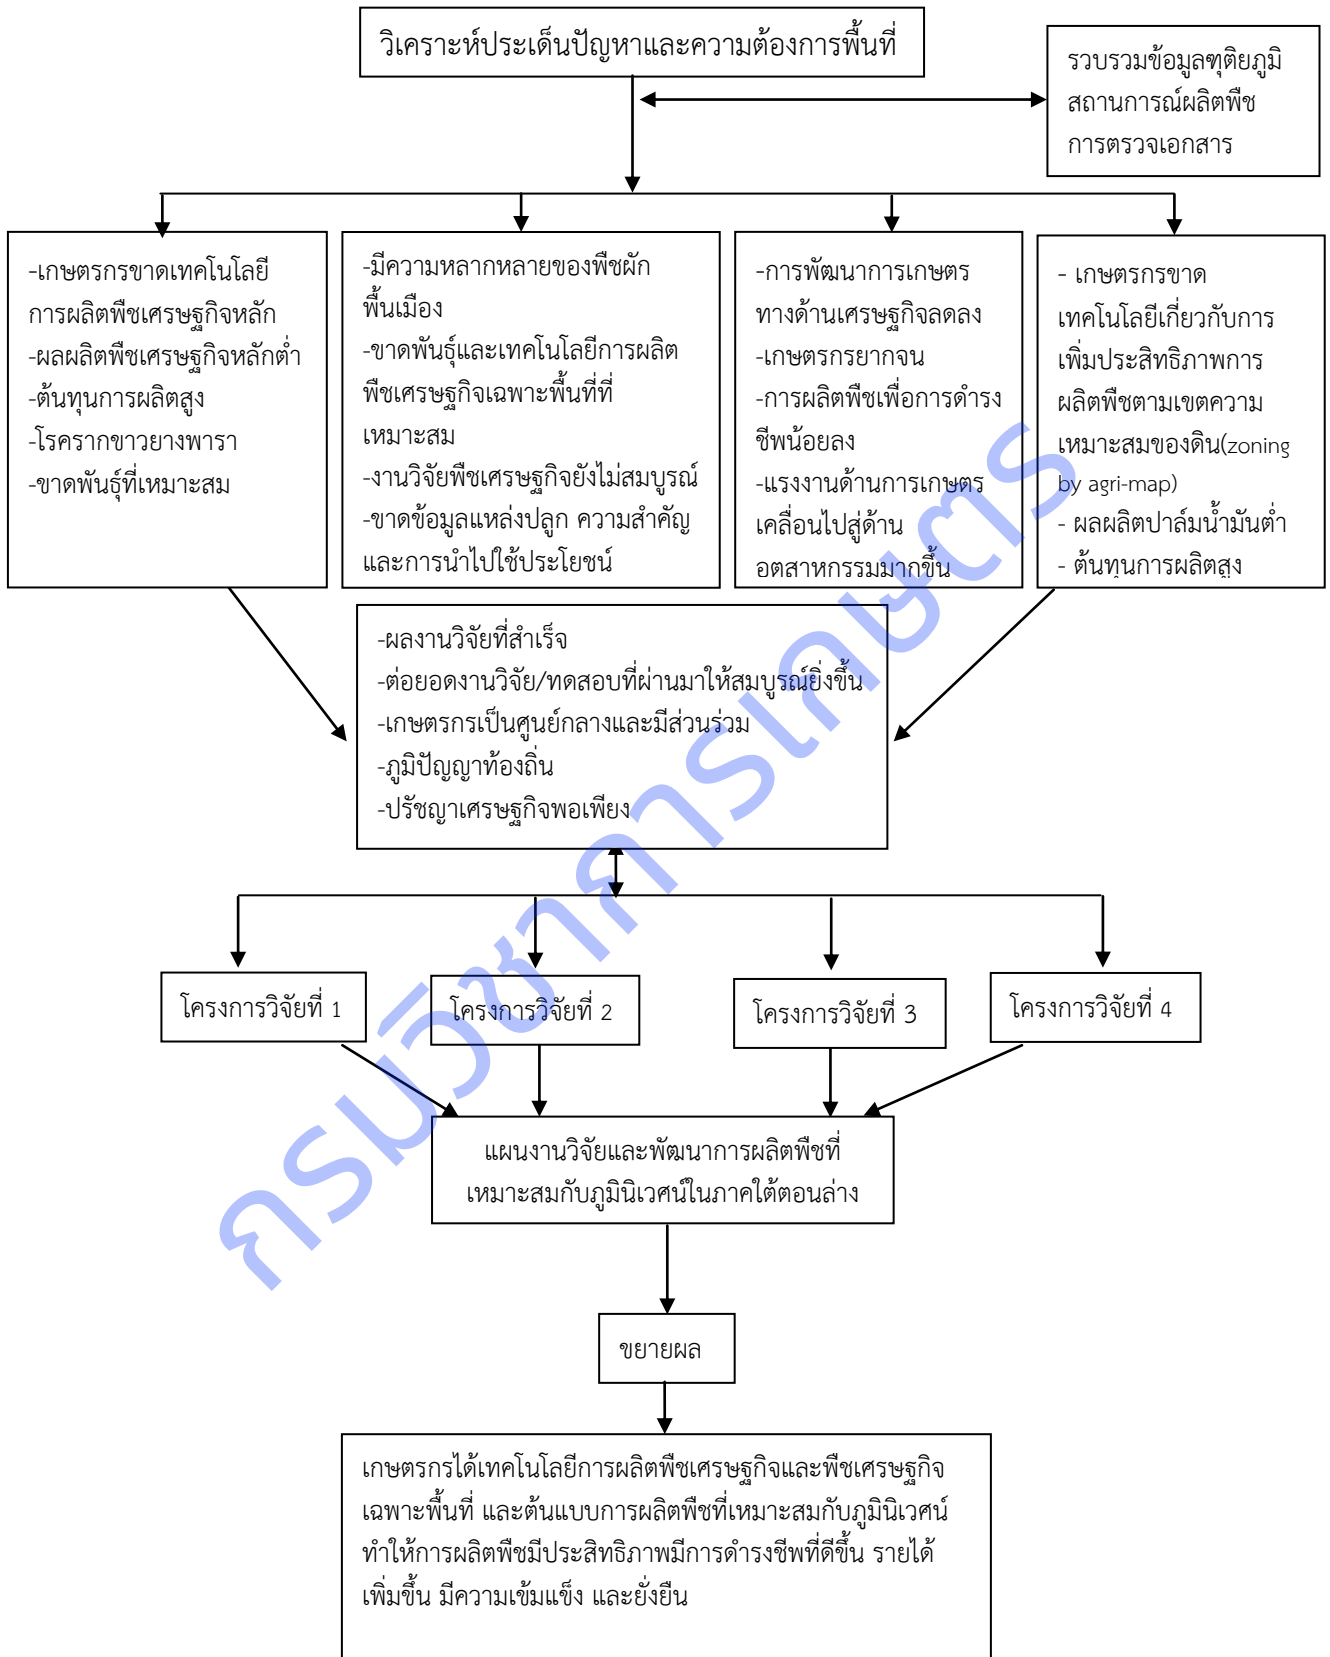 วิเคราะห์ประเด็นปัญหาและความต้องการพื้นที่
รวบรวมข้อมูลฑุติยภูมิ
สถานการณ์ผลิตพืช
การตรวจเอกสาร
-เกษตรกรขาดเทคโนโลยี
การผลิตพืชเศรษฐกิจหลัก
-ผลผลิตพืชเศรษฐกิจหลักต่ำ
-ต้นทุนการผลิตสูง
-โรครากขาวยางพารา
-ขาดพันธุ์ที่เหมาะสม
-มีความหลากหลายของพืชผัก
พื้นเมือง
-ขาดพันธุ์และเทคโนโลยีการผลิต
พืชเศรษฐกิจเฉพาะพื้นที่ที่
เหมาะสม
-งานวิจัยพืชเศรษฐกิจยังไม่สมบูรณ์
-ขาดข้อมูลแหล่งปลูก ความสำคัญ
และการนำไปใช้ประโยชน์
-การพัฒนาการเกษตร
ทางด้านเศรษฐกิจลดลง
-เกษตรกรยากจน
-การผลิตพืชเพื่อการดำรง
ชีพน้อยลง
-แรงงานด้านการเกษตร
เคลื่อนไปสู่ด้าน
อุตสาหกรรมมากขึ้น
- เกษตรกรขาด
เทคโนโลยีเกี่ยวกับการ
เพิ่มประสิทธิภาพการ
ผลิตพืชตามเขตความ
เหมาะสมของดิน(zoning
by agri-map)
- ผลผลิตปาล์มน้ำมันต่ำ
- ต้นทุนการผลิตสูง
-ผลงานวิจัยที่สำเร็จ
-ต่อยอดงานวิจัย/ทดสอบที่ผ่านมาให้สมบูรณ์ยิ่งขึ้น
-เกษตรกรเป็นศูนย์กลางและมีส่วนร่วม
-ภูมิปัญญาท้องถิ่น
-ปรัชญาเศรษฐกิจพอเพียง
โครงการวิจัยที่ 1
โครงการวิจัยที่ 2
โครงการวิจัยที่ 3
โครงการวิจัยที่ 4
แผนงานวิจัยและพัฒนาการผลิตพืชที่
เหมาะสมกับภูมินิเวศน์ในภาคใต้ตอนล่าง
ขยายผล
เกษตรกรได้เทคโนโลยีการผลิตพืชเศรษฐกิจและพืชเศรษฐกิจ
เฉพาะพื้นที่ และต้นแบบการผลิตพืชที่เหมาะสมกับภูมินิเวศน์
ทำให้การผลิตพืชมีประสิทธิภาพมีการดำรงชีพที่ดีขึ้น รายได้
เพิ่มขึ้น มีความเข้มแข็ง และยั่งยืน
กรมวิชาการเกษตร